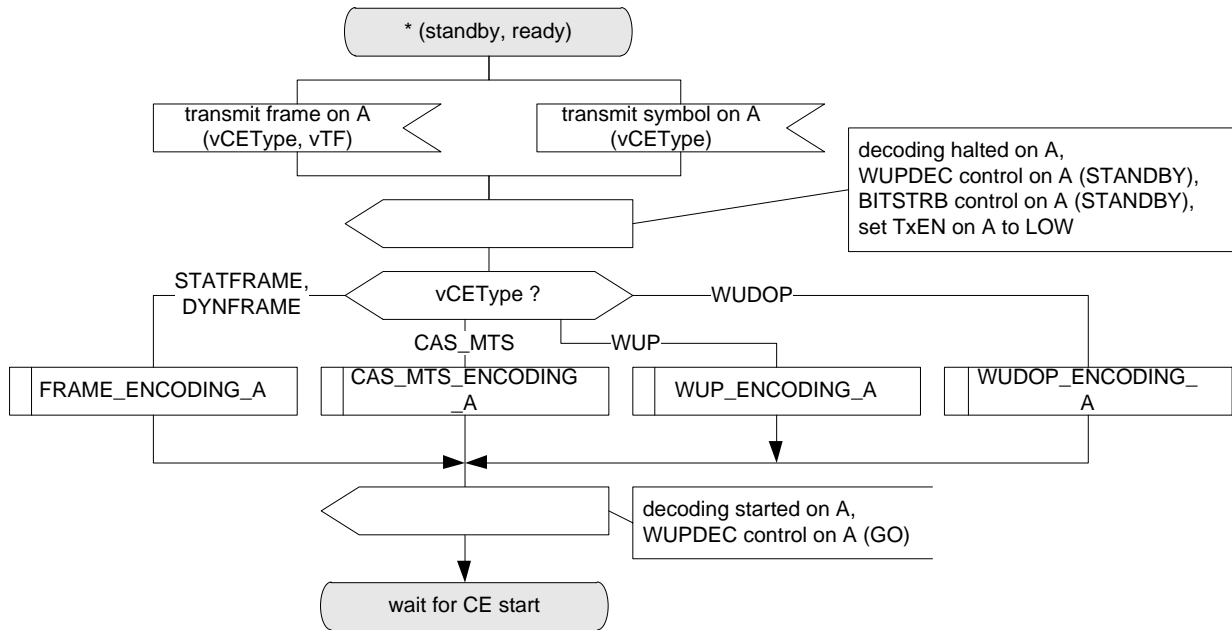 * (standby, ready)
transmit frame on A
(vCEType, vTF)
transmit symbol on A
(vCEType)
decoding halted on A,
WUPDEC control on A (STANDBY),
BITSTRB control on A (STANDBY),
set TxEN on A to LOW
STATFRAME,
DYNFRAME
vCEType ?
WUDOP
CAS_MTS
WUP
FRAME_ENCODING_A
CAS_MTS_ENCODING
_A
WUP_ENCODING_A
WUDOP_ENCODING_
A
decoding started on A,
WUPDEC control on A (GO)
wait for CE start